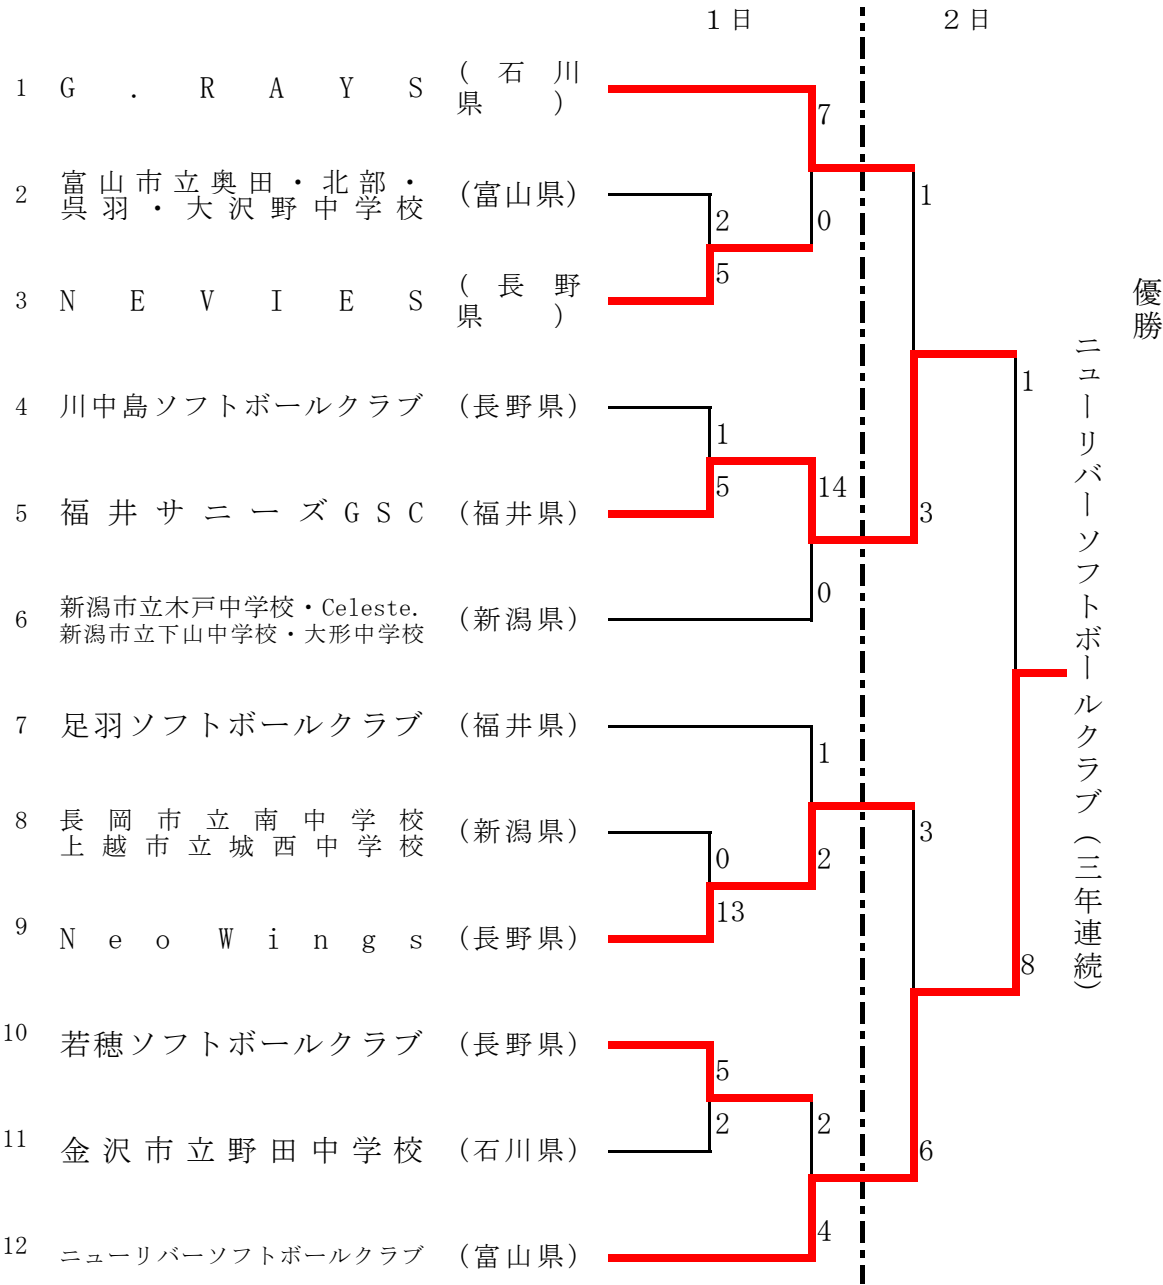 1日
2日
1 G.RAYS (石川県)
7
2 富山市立奥田・北部・
呉羽・大沢野中学校 (富山県)
2
0
1
3 NEVIES (長野県)
5
優勝
ニューリバーソフトボールクラブ(三年連続)
4 川中島ソフトボールクラブ (長野県)
1
1
5 福井サニーズGSC (福井県)
5
14
3
6 新潟市立木戸中学校・Celeste.
新潟市立下山中学校・大形中学校 (新潟県)
0
7 足羽ソフトボールクラブ (福井県)
1
8 長岡市立南中学校
上越市立城西中学校 (新潟県)
0
2
3
9 Neo Wings (長野県)
13
8
10 若穂ソフトボールクラブ (長野県)
5
11 金沢市立野田中学校 (石川県)
2
2
6
12 ニューリバーソフトボールクラブ (富山県)
4